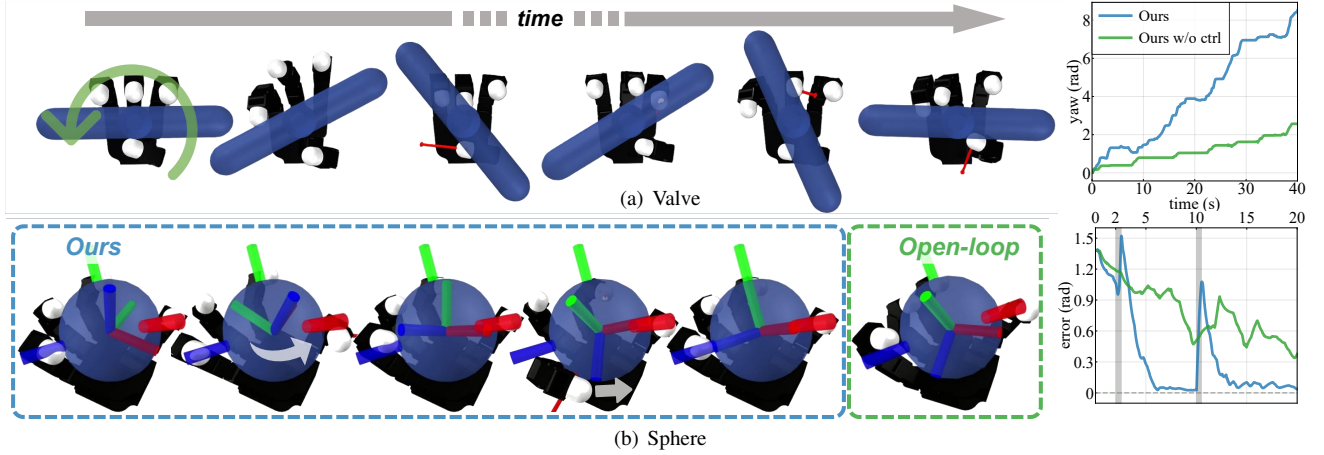 time
(a) Valve
Ours
Ours w/o ctrl
yaw (rad)
8
6
4
2
0
0 10 20 30 40
time (s)
Ours
Open-loop
(b) Sphere
0 2 5 10 15 20
error (rad)
1.5
1.2
0.9
0.6
0.3
0